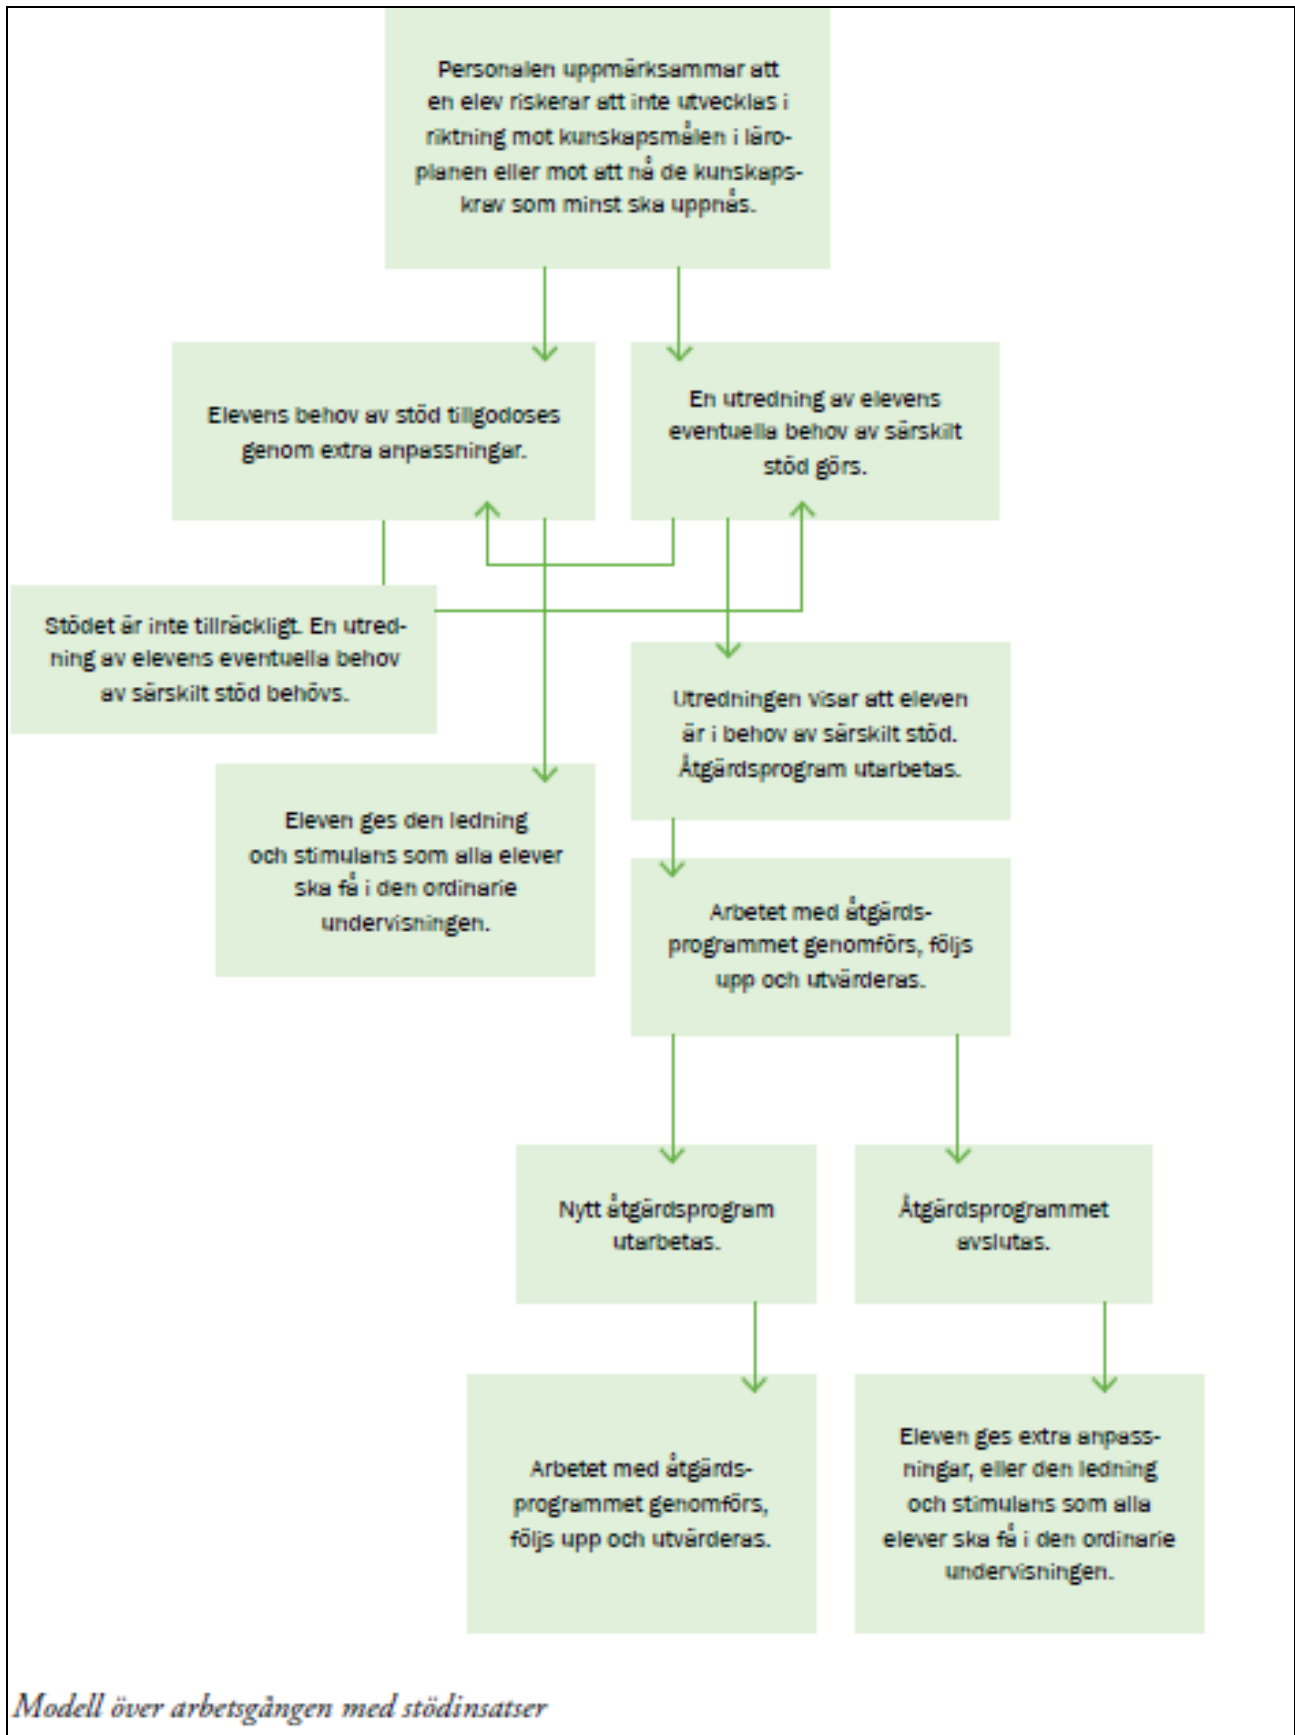 Personalen uppmärksammar att
en elev riskerar att inte utvecklas i
riktning mot kunskapsmålen i läro-
planen eller mot att nå de kunskaps-
krav som minst ska uppnås.
Elevens behov av stöd tillgodoses
genom extra anpassningar.
En utredning av elevens
eventuella behov av särskilt
stöd görs.
Stödet är inte tillräckligt. En utred-
ning av elevens eventuella behov
av särskilt stöd behövs.
Utredningen visar att eleven
är i behov av särskilt stöd.
Åtgärdsprogram utarbetas.
Eleven ges den ledning
och stimulans som alla elever
ska få i den ordinarie
undervisningen.
Arbetet med åtgärds-
programmet genomförs, följs
upp och utvärderas.
Nytt åtgärdsprogram
utarbetas.
Åtgärdsprogrammet
avslutas.
Arbetet med åtgärds-
programmet genomförs,
följs upp och utvärderas.
Eleven ges extra anpass-
ningar, eller den ledning
och stimulans som alla
elever ska få i den ordinarie
undervisningen.
Modell över arbetsgången med stödinsatser